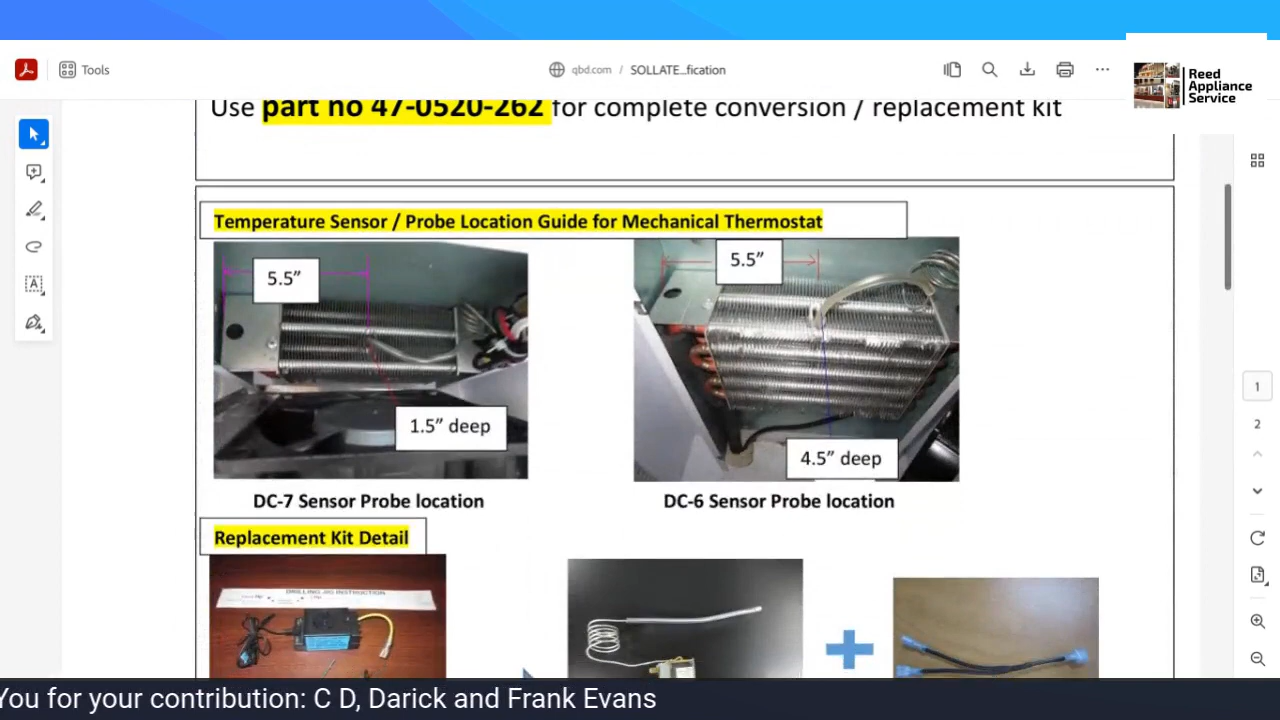 Tools
qbd.com / SOLLATE...fication
Reed
Appliance
Service
Use part no 47-0520-262 for complete conversion / replacement kit
Temperature Sensor / Probe Location Guide for Mechanical Thermostat
5.5”
5.5”
1.5” deep
4.5” deep
DC-7 Sensor Probe location
DC-6 Sensor Probe location
1
2
Replacement Kit Detail
DRILLING JIG INSTRUCTION
You for your contribution: C D, Darick and Frank Evans